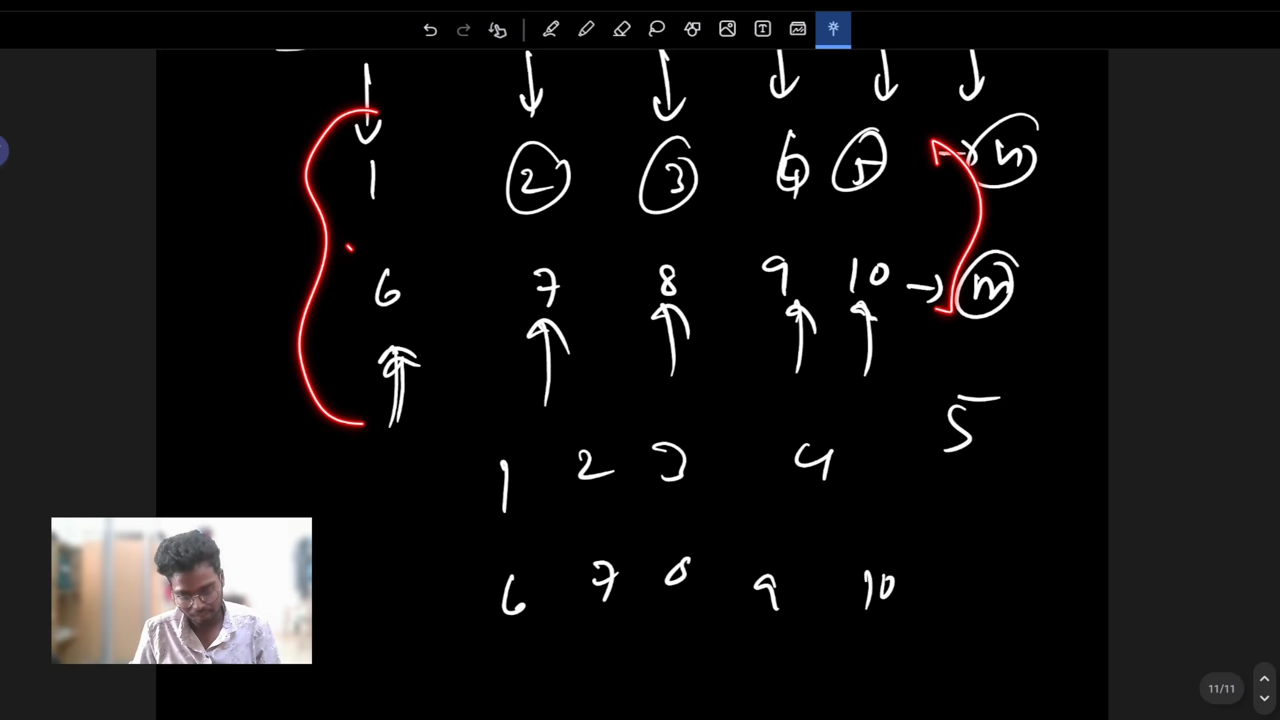 1 2 3 4 5 → n
6 7 8 9 10 → m
1 2 3 4 5
6 7 8 9 10
11/11